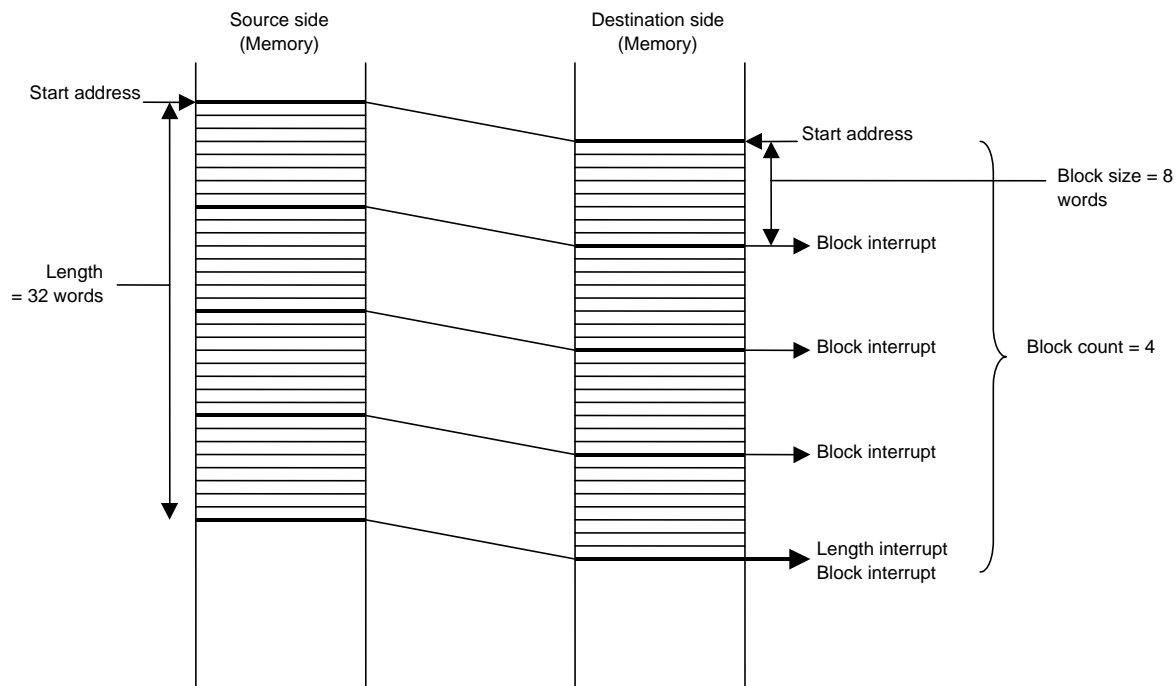 Source side
(Memory)
Destination side
(Memory)
Start address
Start address
Block size = 8
words
Block interrupt
Length
= 32 words
Block interrupt
Block count = 4
Block interrupt
Length interrupt
Block interrupt